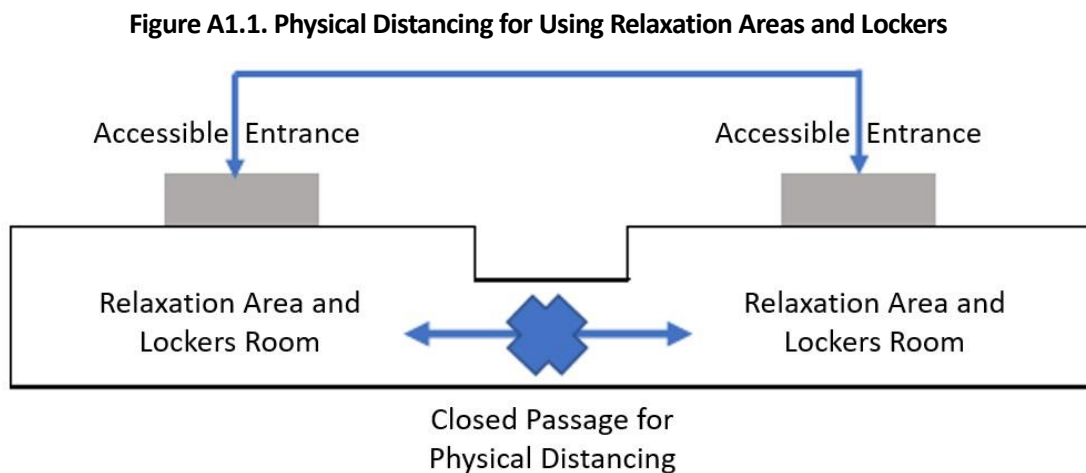 Figure A1.1. Physical Distancing for Using Relaxation Areas and Lockers
Accessible Entrance
Accessible Entrance
Relaxation Area and
Lockers Room
Relaxation Area and
Lockers Room
Closed Passage for
Physical Distancing